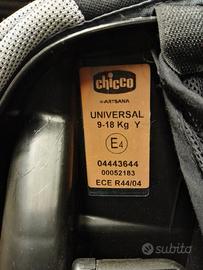 chicco
ARTSANA
UNIVERSAL
9-18 Kg Y
E4
04443644
00052183
ECE R44/04
subito